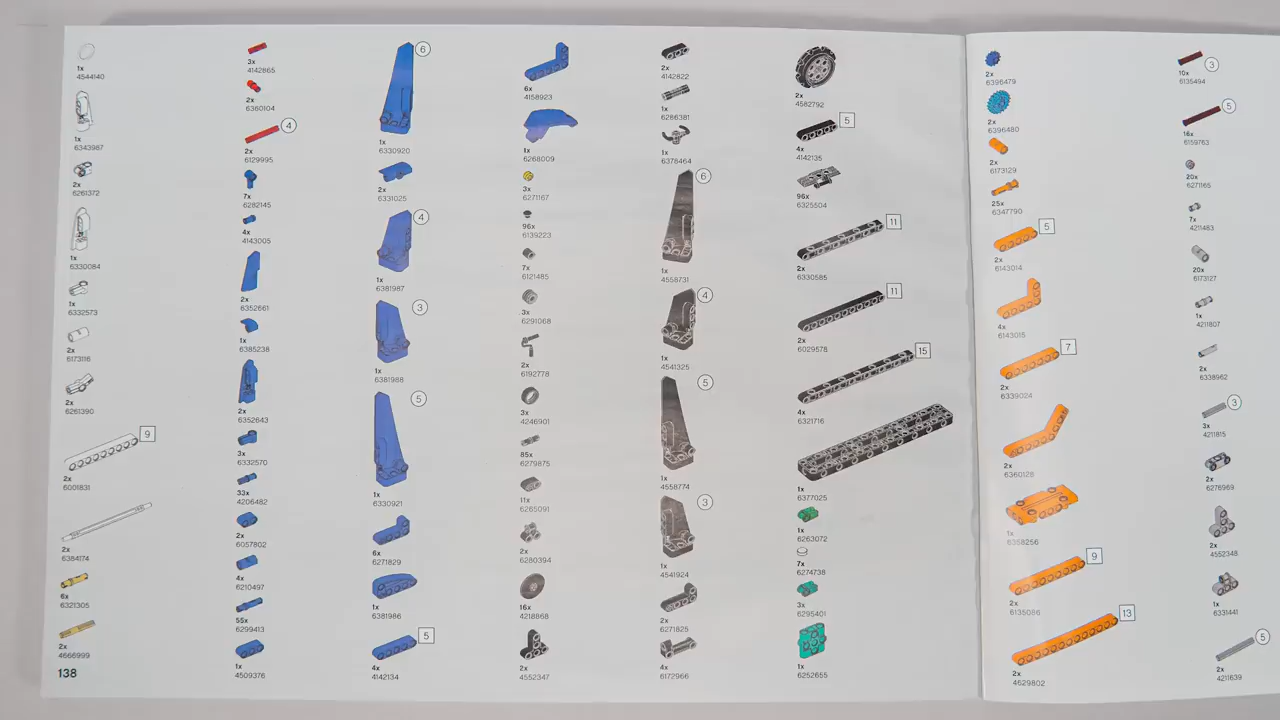 1x
4544140
1x
6343987
2x
6261372
1x
6330084
1x
6332573
2x
6173116
2x
6261390
9
2x
6001831
2x
6384174
6x
6321305
2x
4666999
138
3x
4142865
2x
6360104
4
2x
6129995
7x
6282145
4x
4143005
2x
6352661
1x
6385238
2x
6352643
3x
6332570
33x
4206482
2x
6057802
4x
6210497
55x
6299413
1x
4509376
6
1x
6330920
2x
6331025
4
1x
6381987
3
1x
6381988
5
1x
6330921
6x
6271829
1x
6381986
5
4x
4142134
6x
4158923
1x
6268009
3x
6271167
96x
6139223
7x
6121485
3x
6291068
2x
6192778
3x
4246901
85x
6279875
11x
6265091
2x
6280394
16x
4218868
2x
4552347
2x
4142822
1x
6286381
1x
6378464
6
1x
4558731
4
1x
4541325
5
1x
4558774
3
1x
4541924
2x
6271825
4x
6172966
2x
4582792
5
4x
4142135
96x
6325504
11
2x
6330585
11
2x
6029578
15
4x
6321716
1x
6377025
1x
6263072
7x
6274738
3x
6295401
1x
6252655
2x
6396479
2x
6396480
2x
6173129
25x
6347790
5
2x
6143014
4x
6143015
7
2x
6339024
2x
6360128
1x
6358256
9
2x
6135086
13
2x
4629802
3
10x
6135494
5
16x
6159763
20x
6271165
7x
4211483
20x
6173127
1x
4211807
2x
6338962
3
3x
4211815
2x
6276969
2x
4552348
1x
6331441
5
2x
4211639